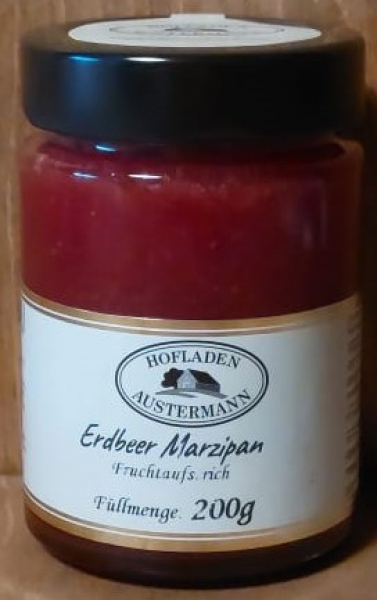 HOFLADEN
AUSTERMANN
Erdbeer Marzipan
Fruchtaufs. rich
Füllmenge. 200g